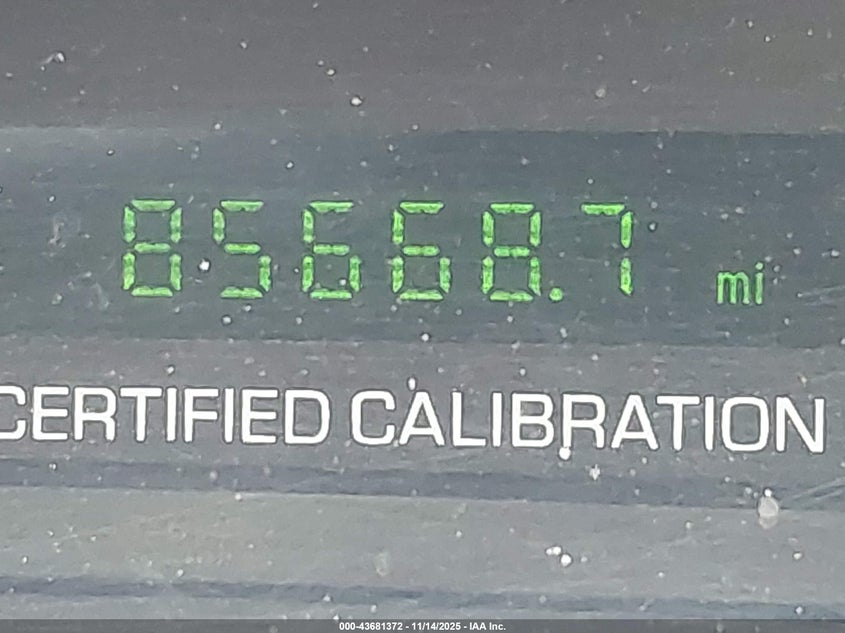 85668.7 mi
CERTIFIED CALIBRATION
000-43681372 - 11/14/2025 - IAA Inc.